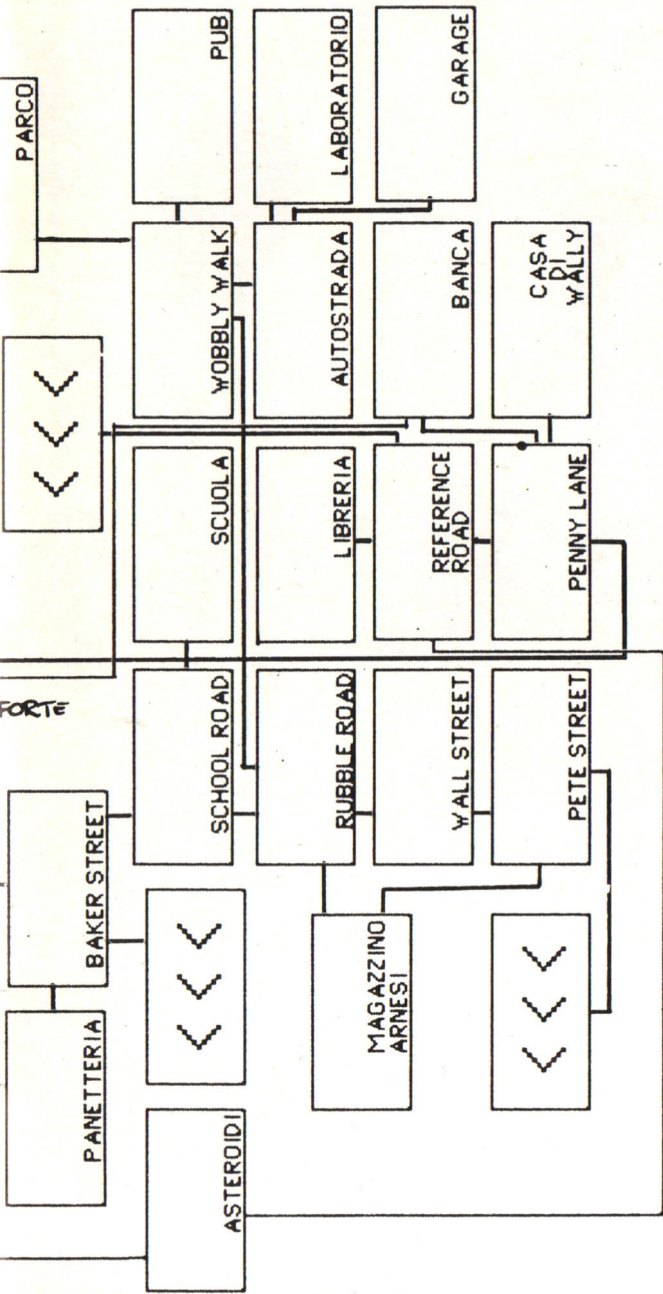 PARCO
PUB
LABORATORIO
GARAGE
WOBBLY WALK
AUTOSTRADA
BANCA
CASA
DI
WALLY
SCUOLA
LIBRERIA
REFERENCE
ROAD
PENNY LANE
FORTE
SCHOOL ROAD
RUBBLE ROAD
WALL STREET
PETE STREET
BAKER STREET
MAGAZZINO
ARNESI
PANETTERIA
ASTEROIDI